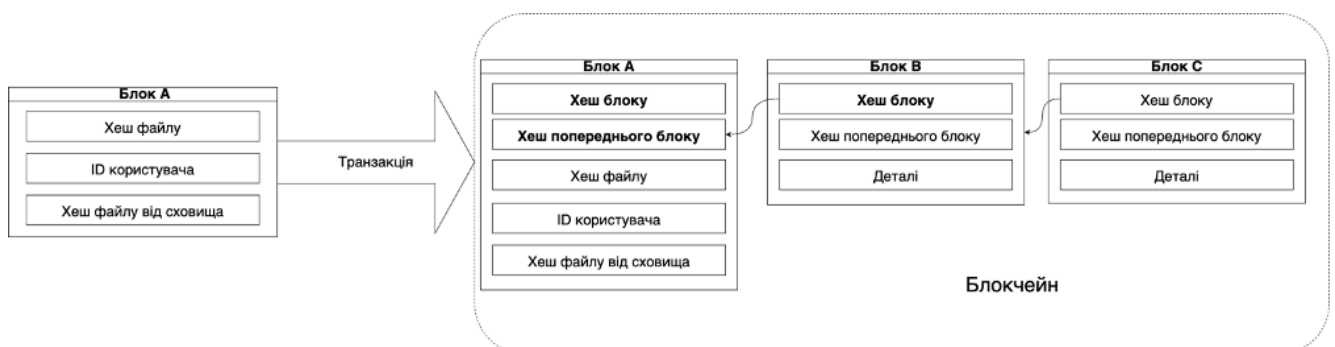 Блок А
Хеш файлу
ID користувача
Хеш файлу від сховища
Транзакція
Блок А
Хеш блоку
Хеш попереднього блоку
Хеш файлу
ID користувача
Хеш файлу від сховища
Блок B
Хеш блоку
Хеш попереднього блоку
Деталі
Блок C
Хеш блоку
Хеш попереднього блоку
Деталі
Блокчейн